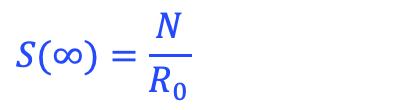 S(∞) = N/R₀